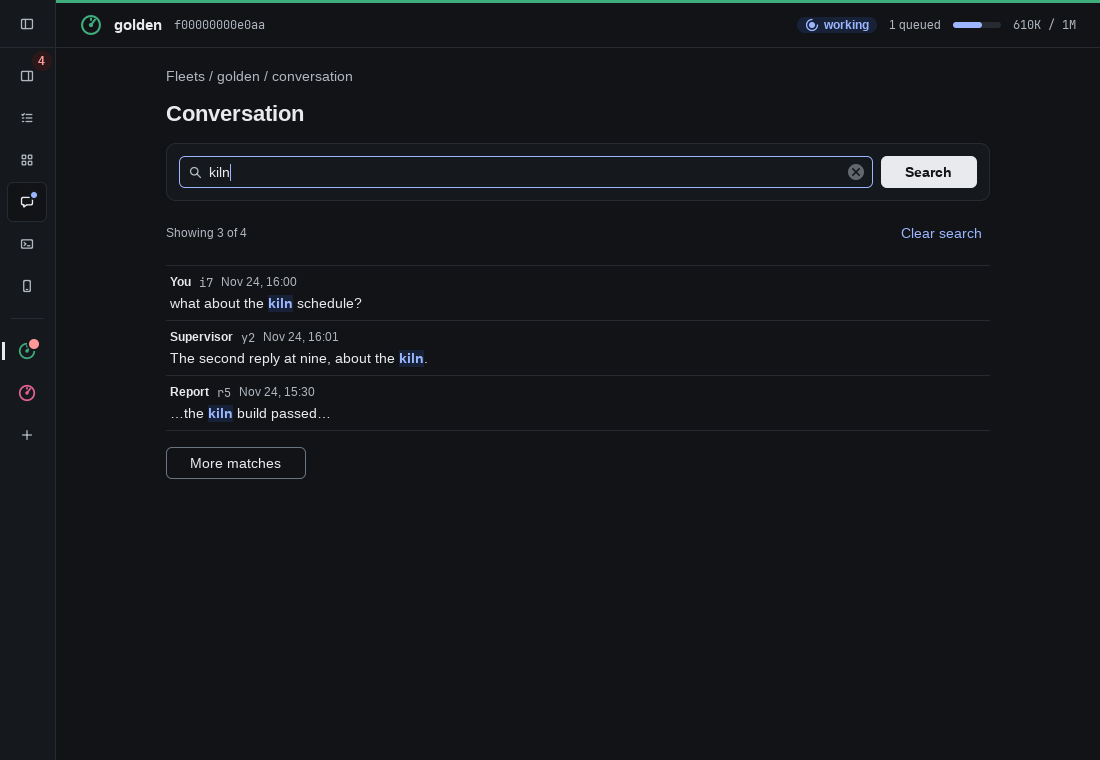 golden f00000000e0aa working 1 queued 610K / 1M
4
Fleets / golden / conversation
Conversation
kiln Search
Showing 3 of 4 Clear search
You i7 Nov 24, 16:00
what about the kiln schedule?
Supervisor y2 Nov 24, 16:01
The second reply at nine, about the kiln.
Report r5 Nov 24, 15:30
…the kiln build passed…
More matches